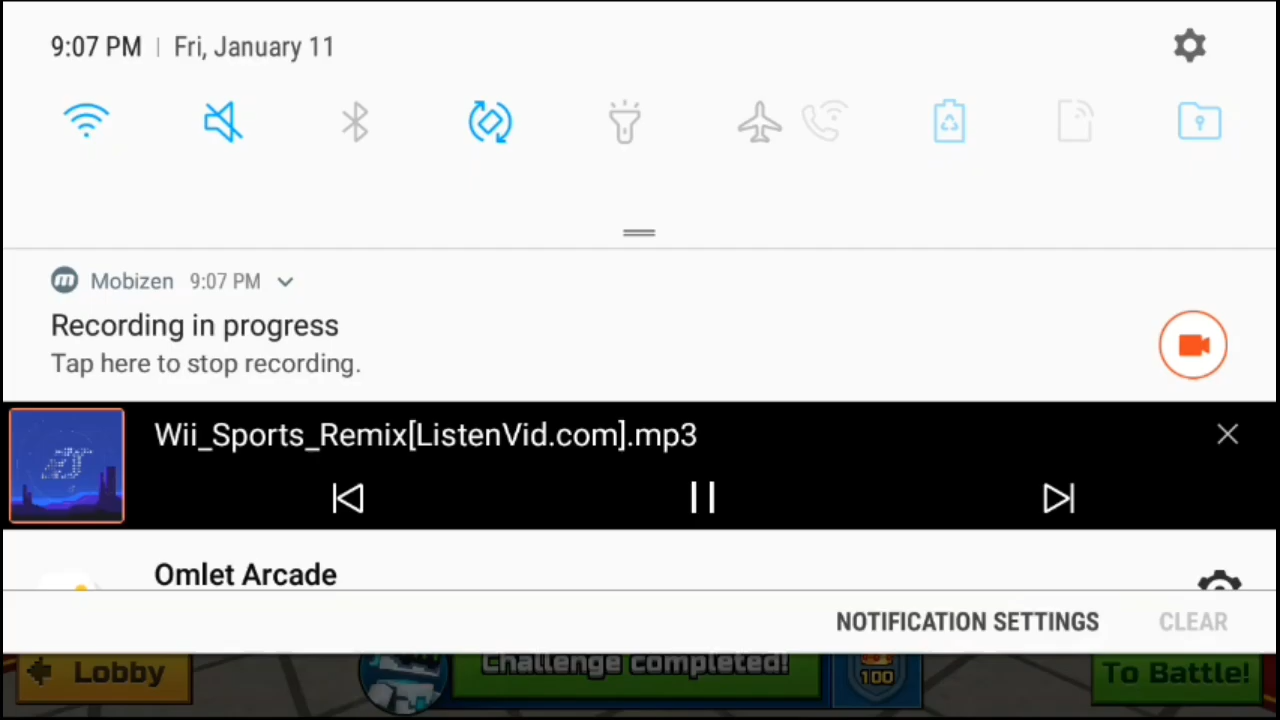 9:07 PM | Fri, January 11
m Mobizen 9:07 PM
Recording in progress
Tap here to stop recording.
Wii_Sports_Remix[ListenVid.com].mp3
Omlet Arcade
NOTIFICATION SETTINGS CLEAR
Lobby Challenge completed! 100 To Battle!